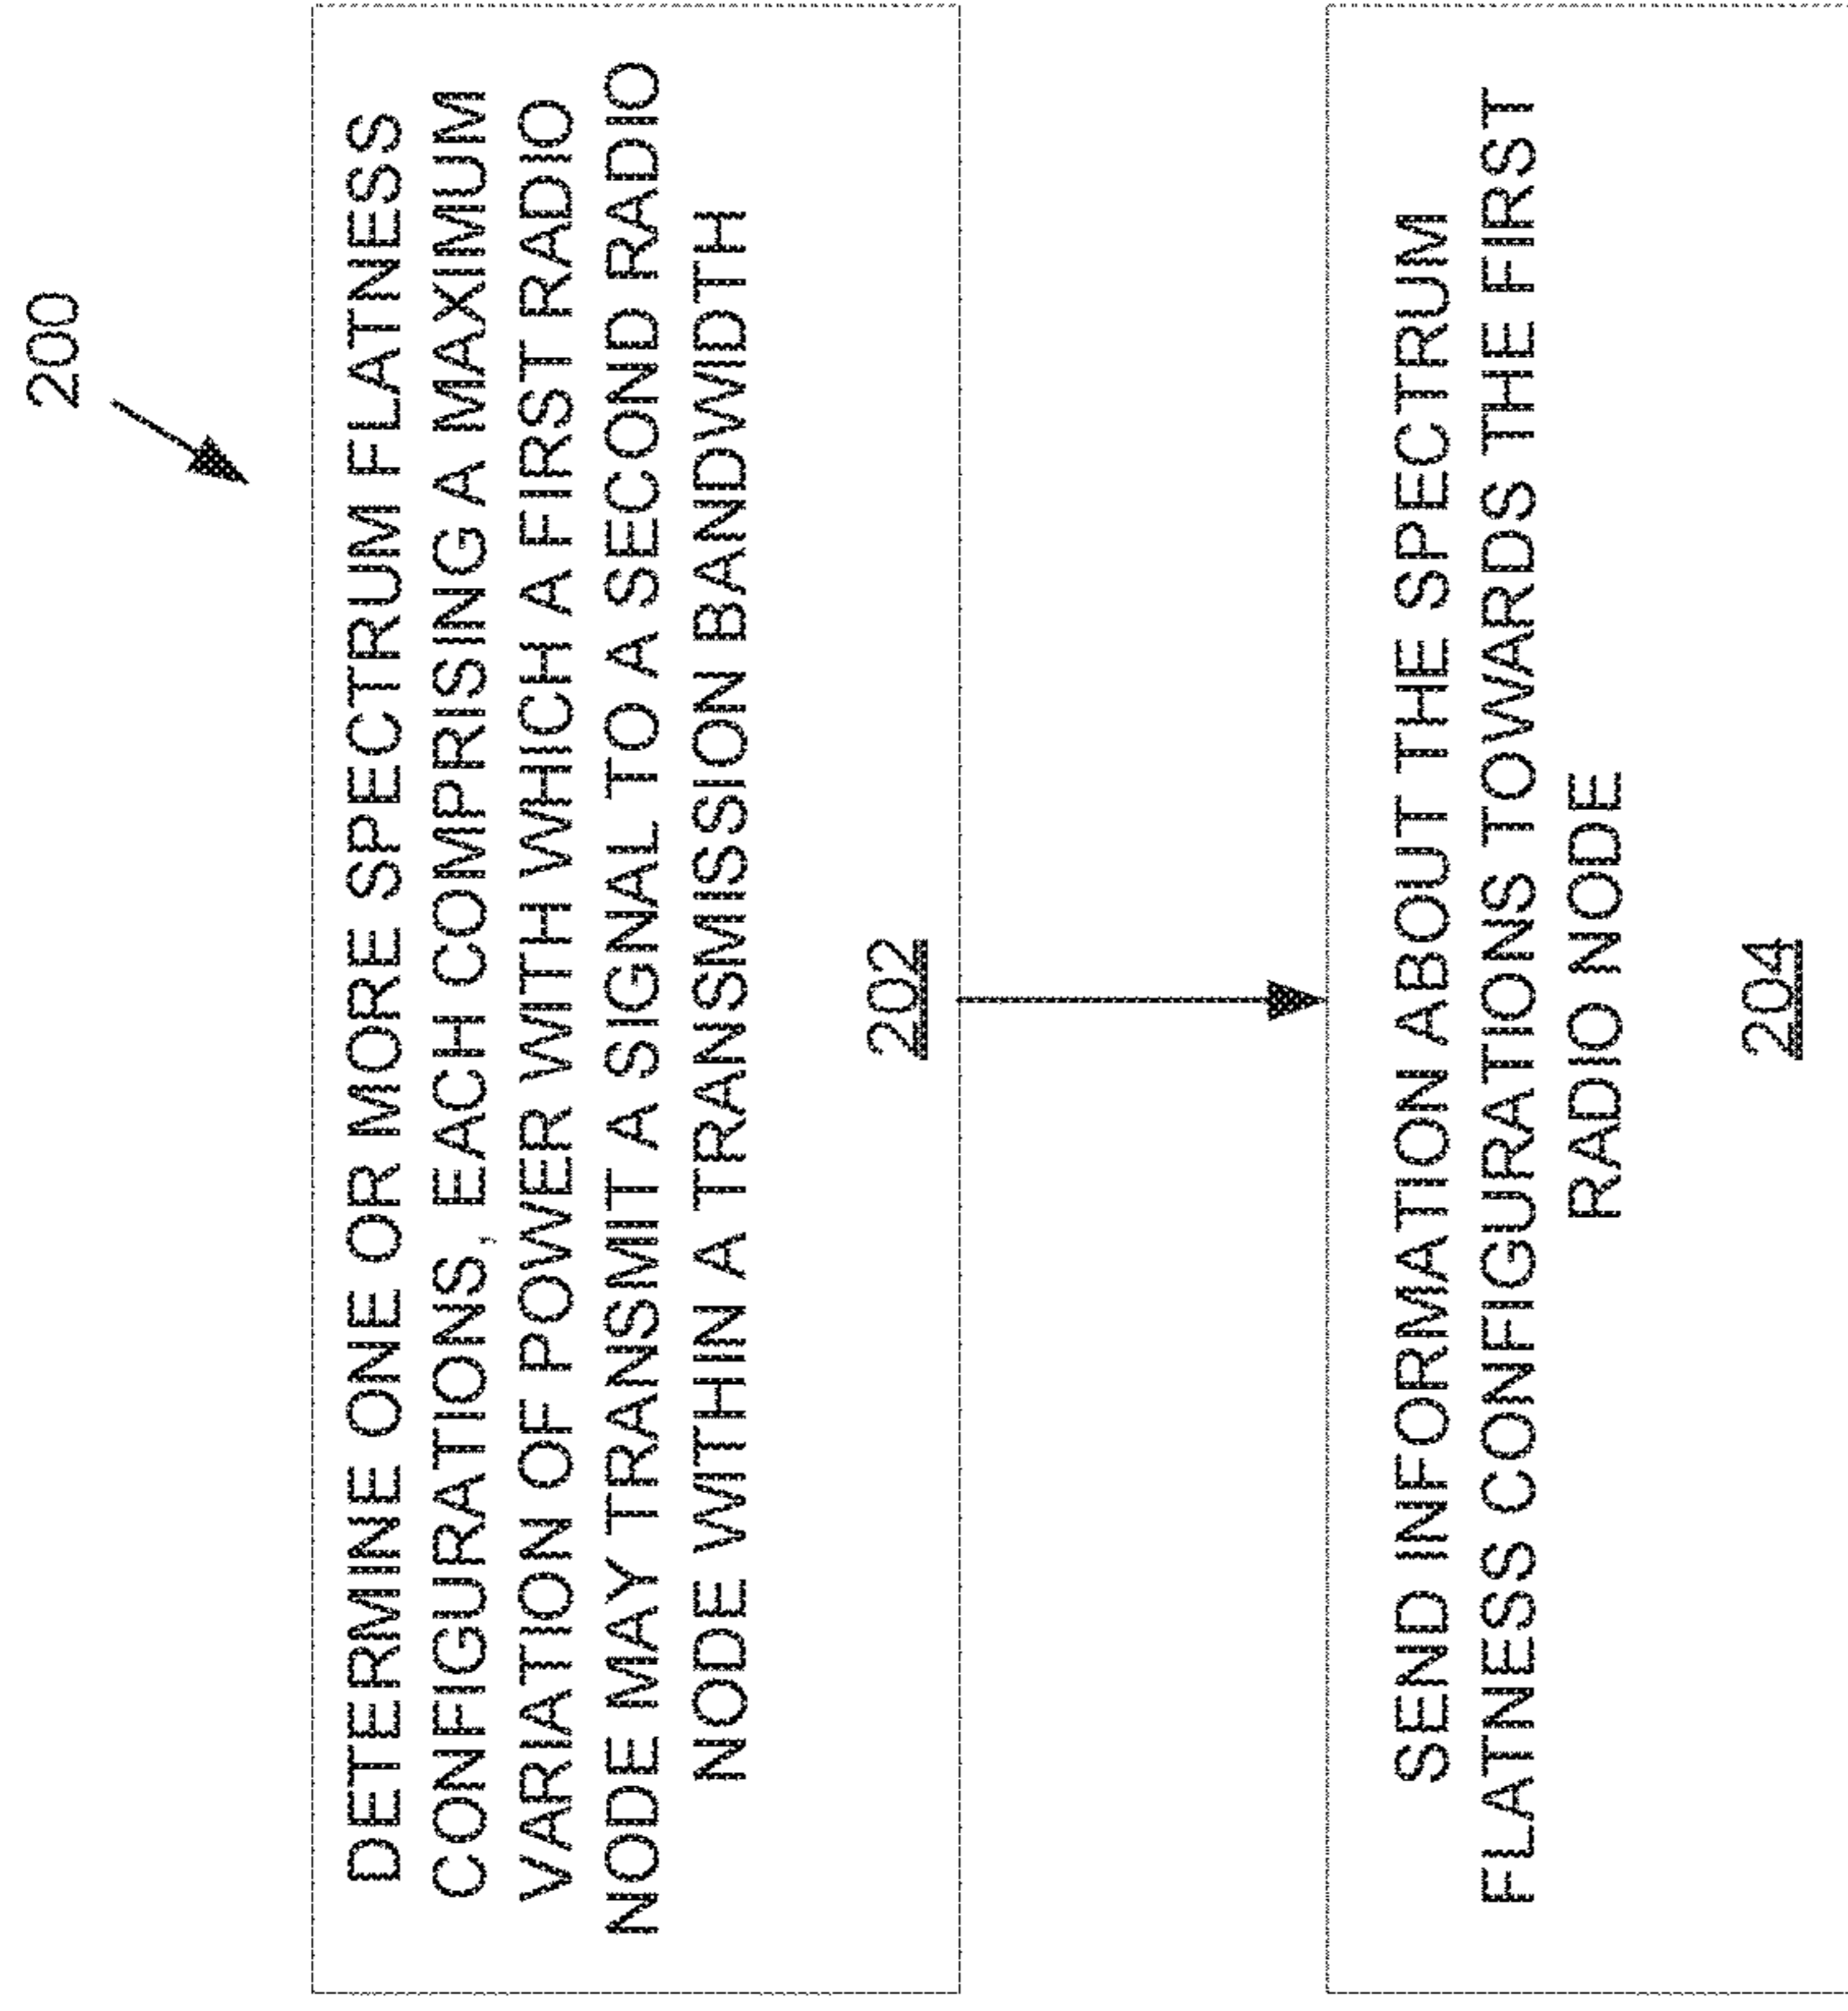 200
DETERMINE ONE OR MORE SPECTRUM FLATNESS
CONFIGURATIONS, EACH COMPRISING A MAXIMUM
VARIATION OF POWER WITH WHICH A FIRST RADIO
NODE MAY TRANSMIT A SIGNAL TO A SECOND RADIO
NODE WITHIN A TRANSMISSION BANDWIDTH
202
SEND INFORMATION ABOUT THE SPECTRUM
FLATNESS CONFIGURATIONS TOWARDS THE FIRST
RADIO NODE
204